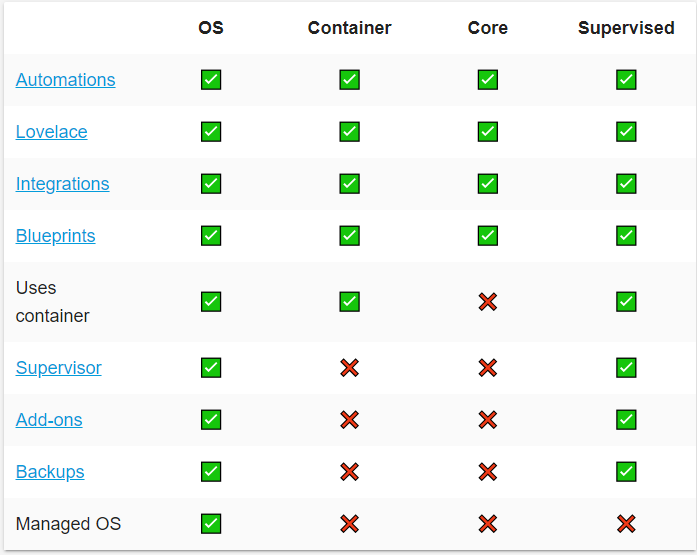 OS Container Core Supervised
Automations ✅ ✅ ✅ ✅
Lovelace ✅ ✅ ✅ ✅
Integrations ✅ ✅ ✅ ✅
Blueprints ✅ ✅ ✅ ✅
Uses
container ✅ ✅ ❌ ✅
Supervisor ✅ ❌ ❌ ✅
Add-ons ✅ ❌ ❌ ✅
Backups ✅ ❌ ❌ ✅
Managed OS ✅ ❌ ❌ ❌